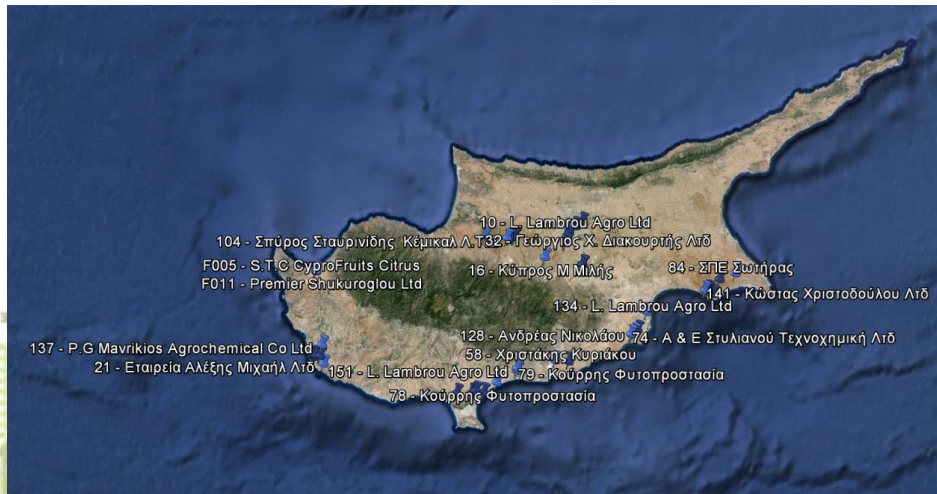 10 - L. Lambrou Agro Ltd
104 - Σπύρος Σταυρινίδης Κέμικαλ Λ.Τ
32 - Γεώργιος Χ. Διακουρτής Λτδ
F005 - S.T.C CyproFruits Citrus
16 - Κύπρος Μ Μιλής
84 - ΣΠΕ Σωτήρας
F011 - Premier Shukuroglou Ltd
141 - Κώστας Χριστοδούλου Λτδ
134 - L. Lambrou Agro Ltd
128 - Ανδρέας Νικολάου
74 - Α & Ε Στυλιανού Τεχνοχημική Λτδ
137 - P.G Mavrikios Agrochemical Co Ltd
58 - Χριστάκης Κυριάκου
21 - Εταιρεία Αλέξης Μιχαήλ Λτδ
151 - L. Lambrou Agro Ltd
79 - Κούρρης Φυτοπροστασία
78 - Κούρρης Φυτοπροστασία